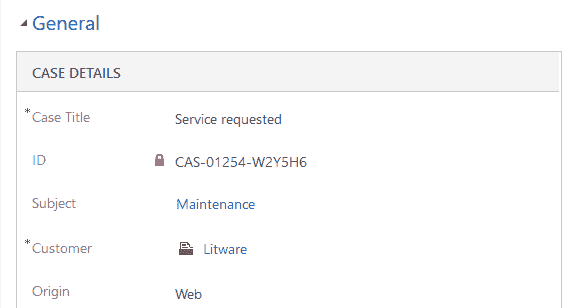 General
CASE DETAILS
*Case Title Service requested
ID CAS-01254-W2Y5H6
Subject Maintenance
*Customer Litware
Origin Web